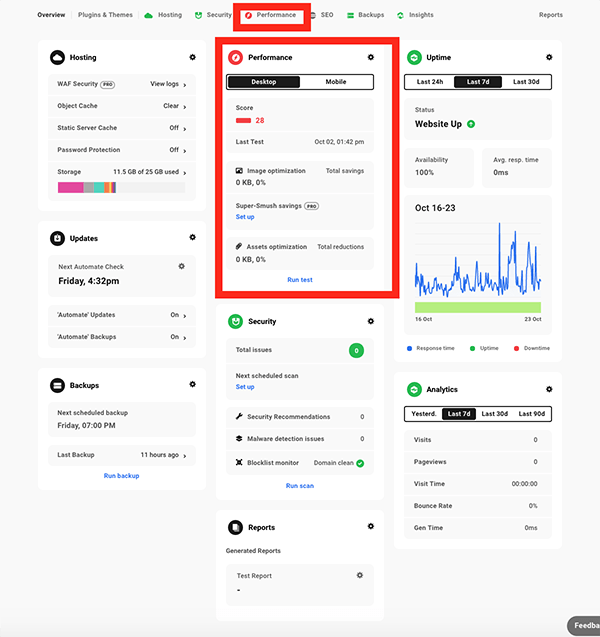 Overview Plugins & Themes Hosting Security Performance SEO Backups Insights Reports
Hosting
WAF Security PRO View logs
Object Cache Clear
Static Server Cache Off
Password Protection Off
Storage 11.5 GB of 25 GB used
Updates
Next Automate Check
Friday, 4:32pm
'Automate' Updates On
'Automate' Backups On
Backups
Next scheduled backup
Friday, 07:00 PM
Last Backup 11 hours ago
Run backup
Performance
Desktop Mobile
Score
28
Last Test Oct 02, 01:42 pm
Image optimization Total savings
0 KB, 0%
Super-Smush savings PRO
Set up
Assets optimization Total reductions
0 KB, 0%
Run test
Security
Total issues 0
Next scheduled scan
Set up
Security Recommendations 0
Malware detection issues 0
Blocklist monitor Domain clean
Run scan
Reports
Generated Reports
Test Report
-
Uptime
Last 24h Last 7d Last 30d
Status
Website Up
Availability Avg. resp. time
100% 0ms
Oct 16-23
16 Oct 23 Oct
Response time Uptime Downtime
Analytics
Yesterd. Last 7d Last 30d Last 90d
Visits 0
Pageviews 0
Visit Time 00:00:00
Bounce Rate 0%
Gen Time 0ms
Feedba